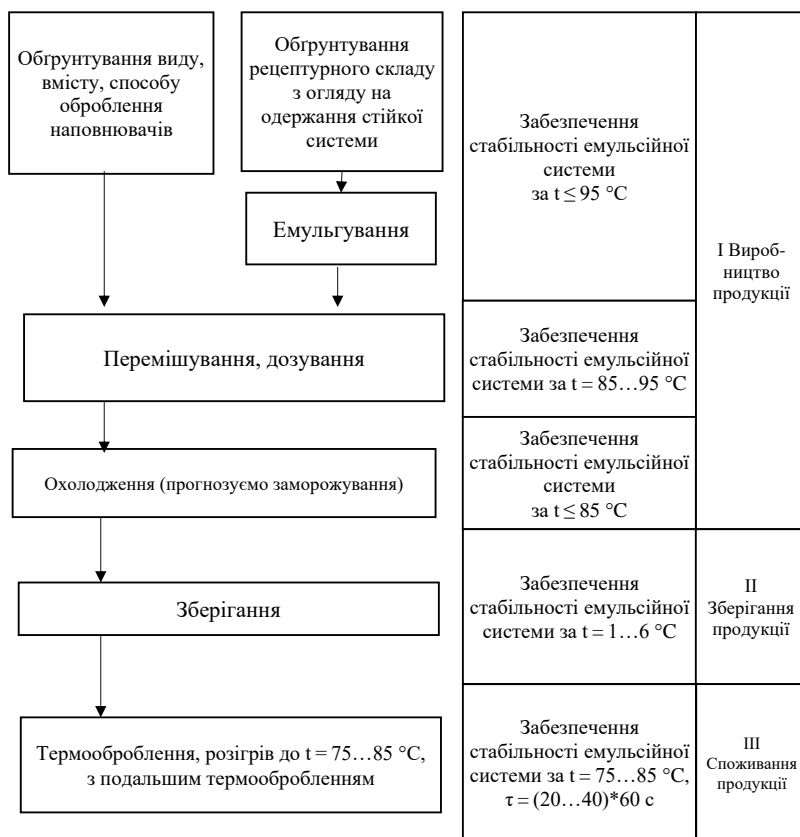 Обґрунтування виду,
вмісту, способу
оброблення
наповнювачів
Обґрунтування
рецептурного складу
з огляду на
одержання стійкої
системи
Забезпечення
стабільності емульсійної
системи
за t ≤ 95 °С
Емульгування
І Вироб-
ництво
продукції
Перемішування, дозування
Забезпечення
стабільності емульсійної
системи за t = 85…95 °С
Охолодження (прогнозуємо заморожування)
Забезпечення
стабільності емульсійної
системи
за t ≤ 85 °С
Зберігання
Забезпечення
стабільності емульсійної
системи за t = 1…6 °С
ІІ
Зберігання
продукції
Термооброблення, розігрів до t = 75…85 °С,
з подальшим термообробленням
Забезпечення
стабільності емульсійної
системи за t = 75…85 °С,
τ = (20…40)*60 с
ІІІ
Споживання
продукції